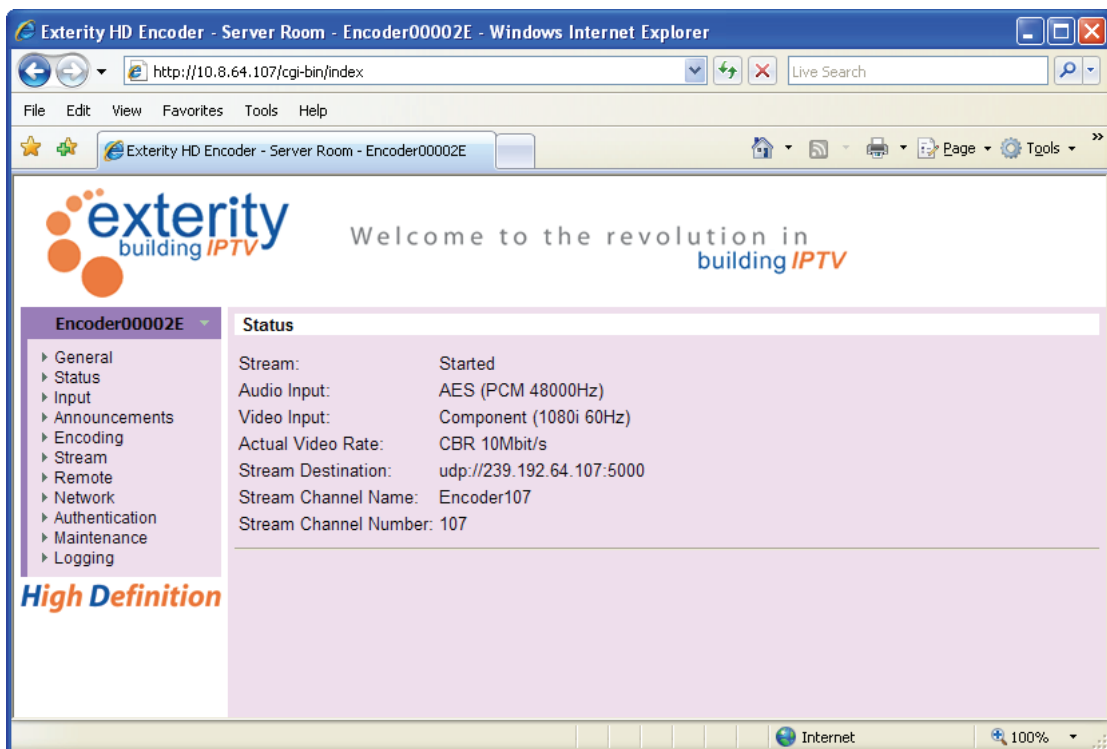 Exterity HD Encoder - Server Room - Encoder00002E - Windows Internet Explorer
http://10.8.64.107/cgi-bin/index
Live Search
File Edit View Favorites Tools Help
Exterity HD Encoder - Server Room - Encoder00002E
Page Tools »
exterity
building IPTV
Welcome to the revolution in
building IPTV
Encoder00002E
General
Status
Input
Announcements
Encoding
Stream
Remote
Network
Authentication
Maintenance
Logging
High Definition
Status
Stream: Started
Audio Input: AES (PCM 48000Hz)
Video Input: Component (1080i 60Hz)
Actual Video Rate: CBR 10Mbit/s
Stream Destination: udp://239.192.64.107:5000
Stream Channel Name: Encoder107
Stream Channel Number: 107
Internet
100%